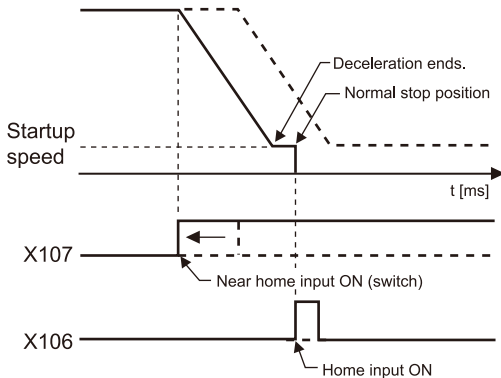 Deceleration ends.
Normal stop position
Startup
speed
t [ms]
X107
Near home input ON (switch)
X106
Home input ON